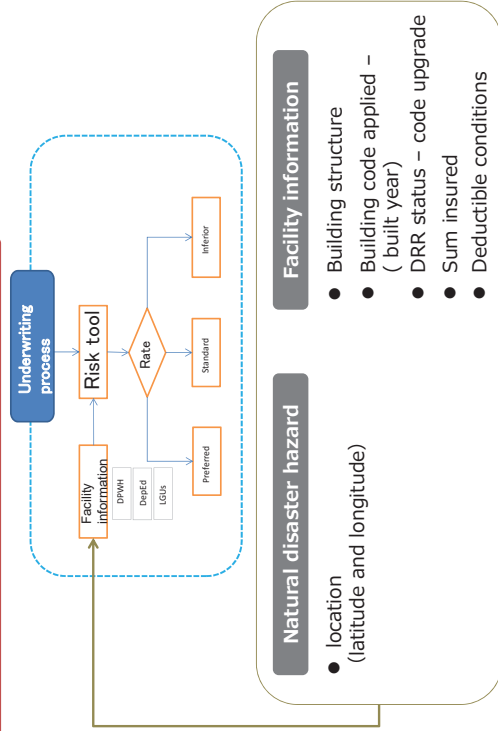 Underwriting
process
Facility
information
DPWH
DepEd
LGUs
Risk tool
Rate
Preferred
Standard
Inferior
Natural disaster hazard
● location
(latitude and longitude)
Facility information
● Building structure
● Building code applied –
( built year)
● DRR status – code upgrade
● Sum insured
● Deductible conditions